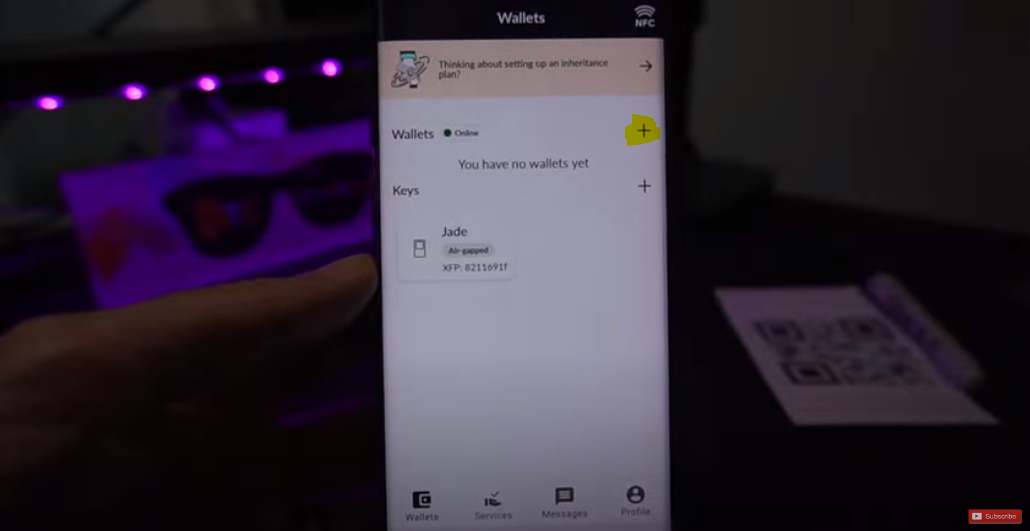 Wallets
NFC
Thinking about setting up an inheritance
plan?
Wallets
Online
You have no wallets yet
Keys
Jade
Air-gapped
XFP: 8211691f
Wallets
Services
Messages
Profile
Subscribe